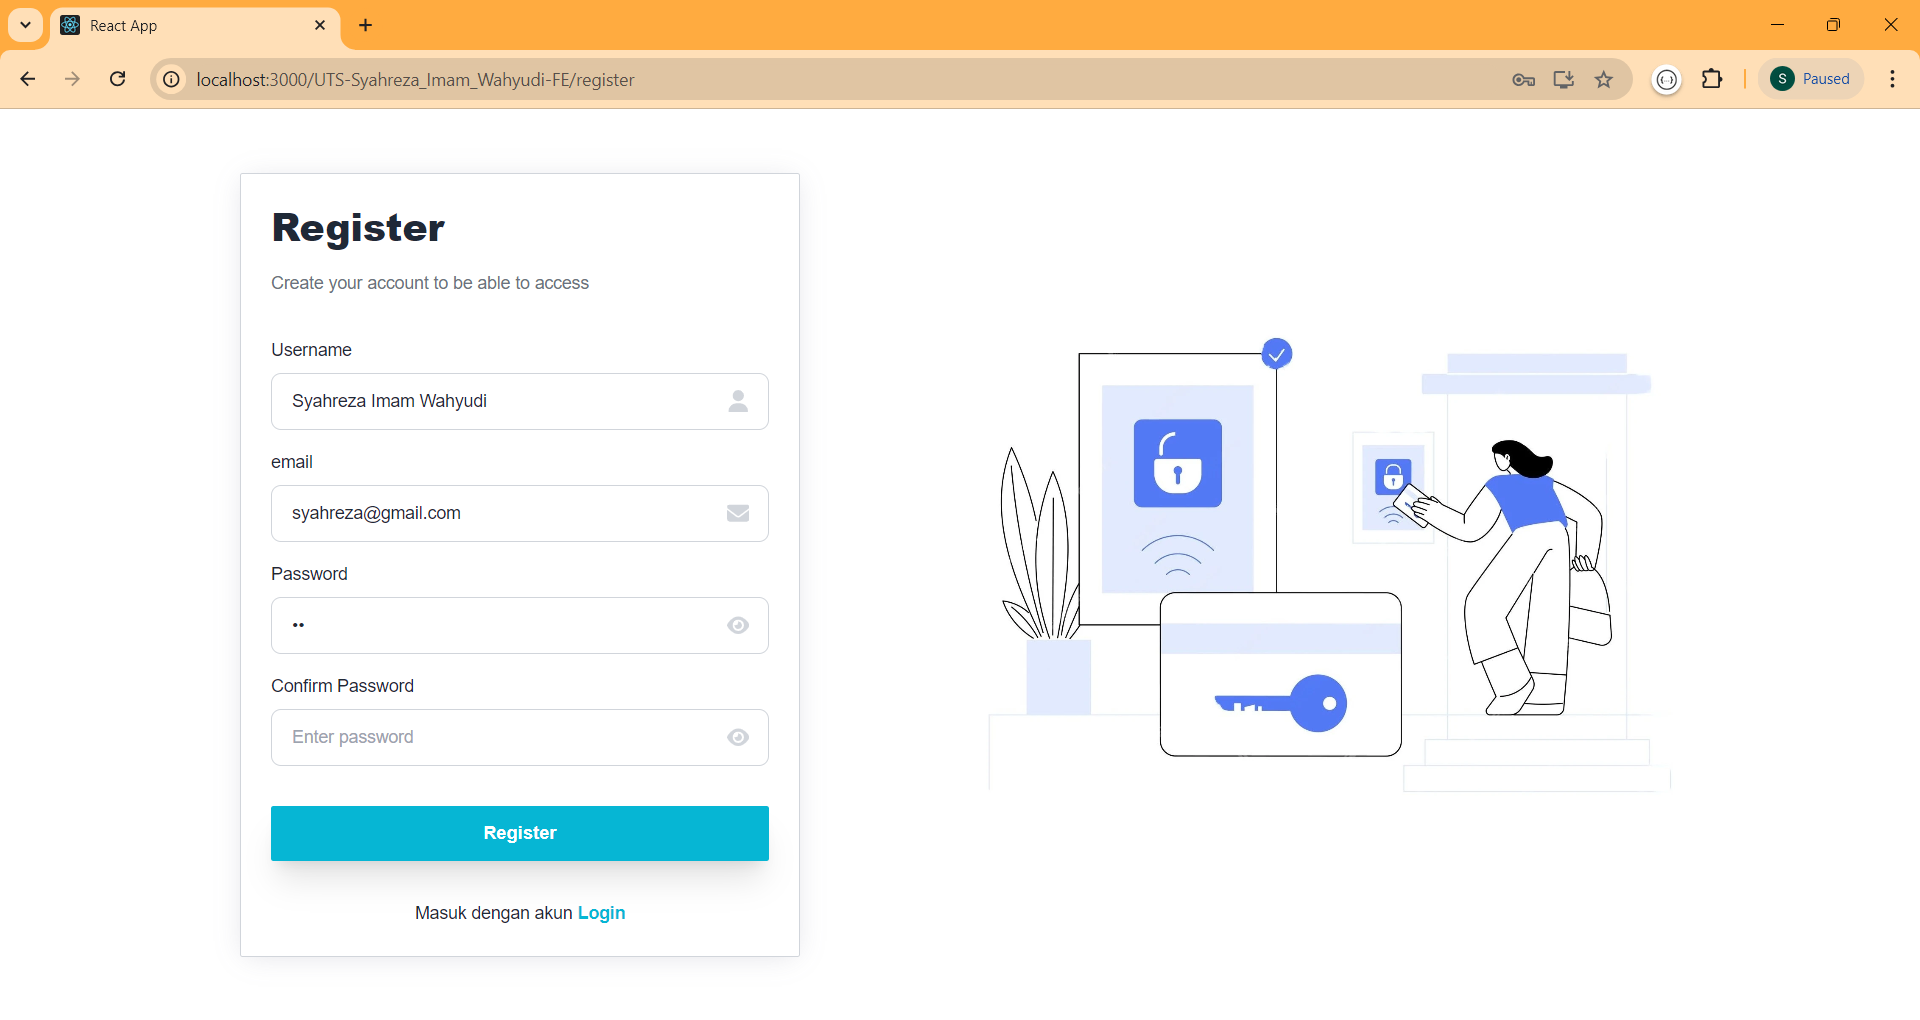 React App
localhost:3000/UTS-Syahreza_Imam_Wahyudi-FE/register
S Paused
Register
Create your account to be able to access
Username
Syahreza Imam Wahyudi
email
syahreza@gmail.com
Password
••
Confirm Password
Enter password
Register
Masuk dengan akun Login